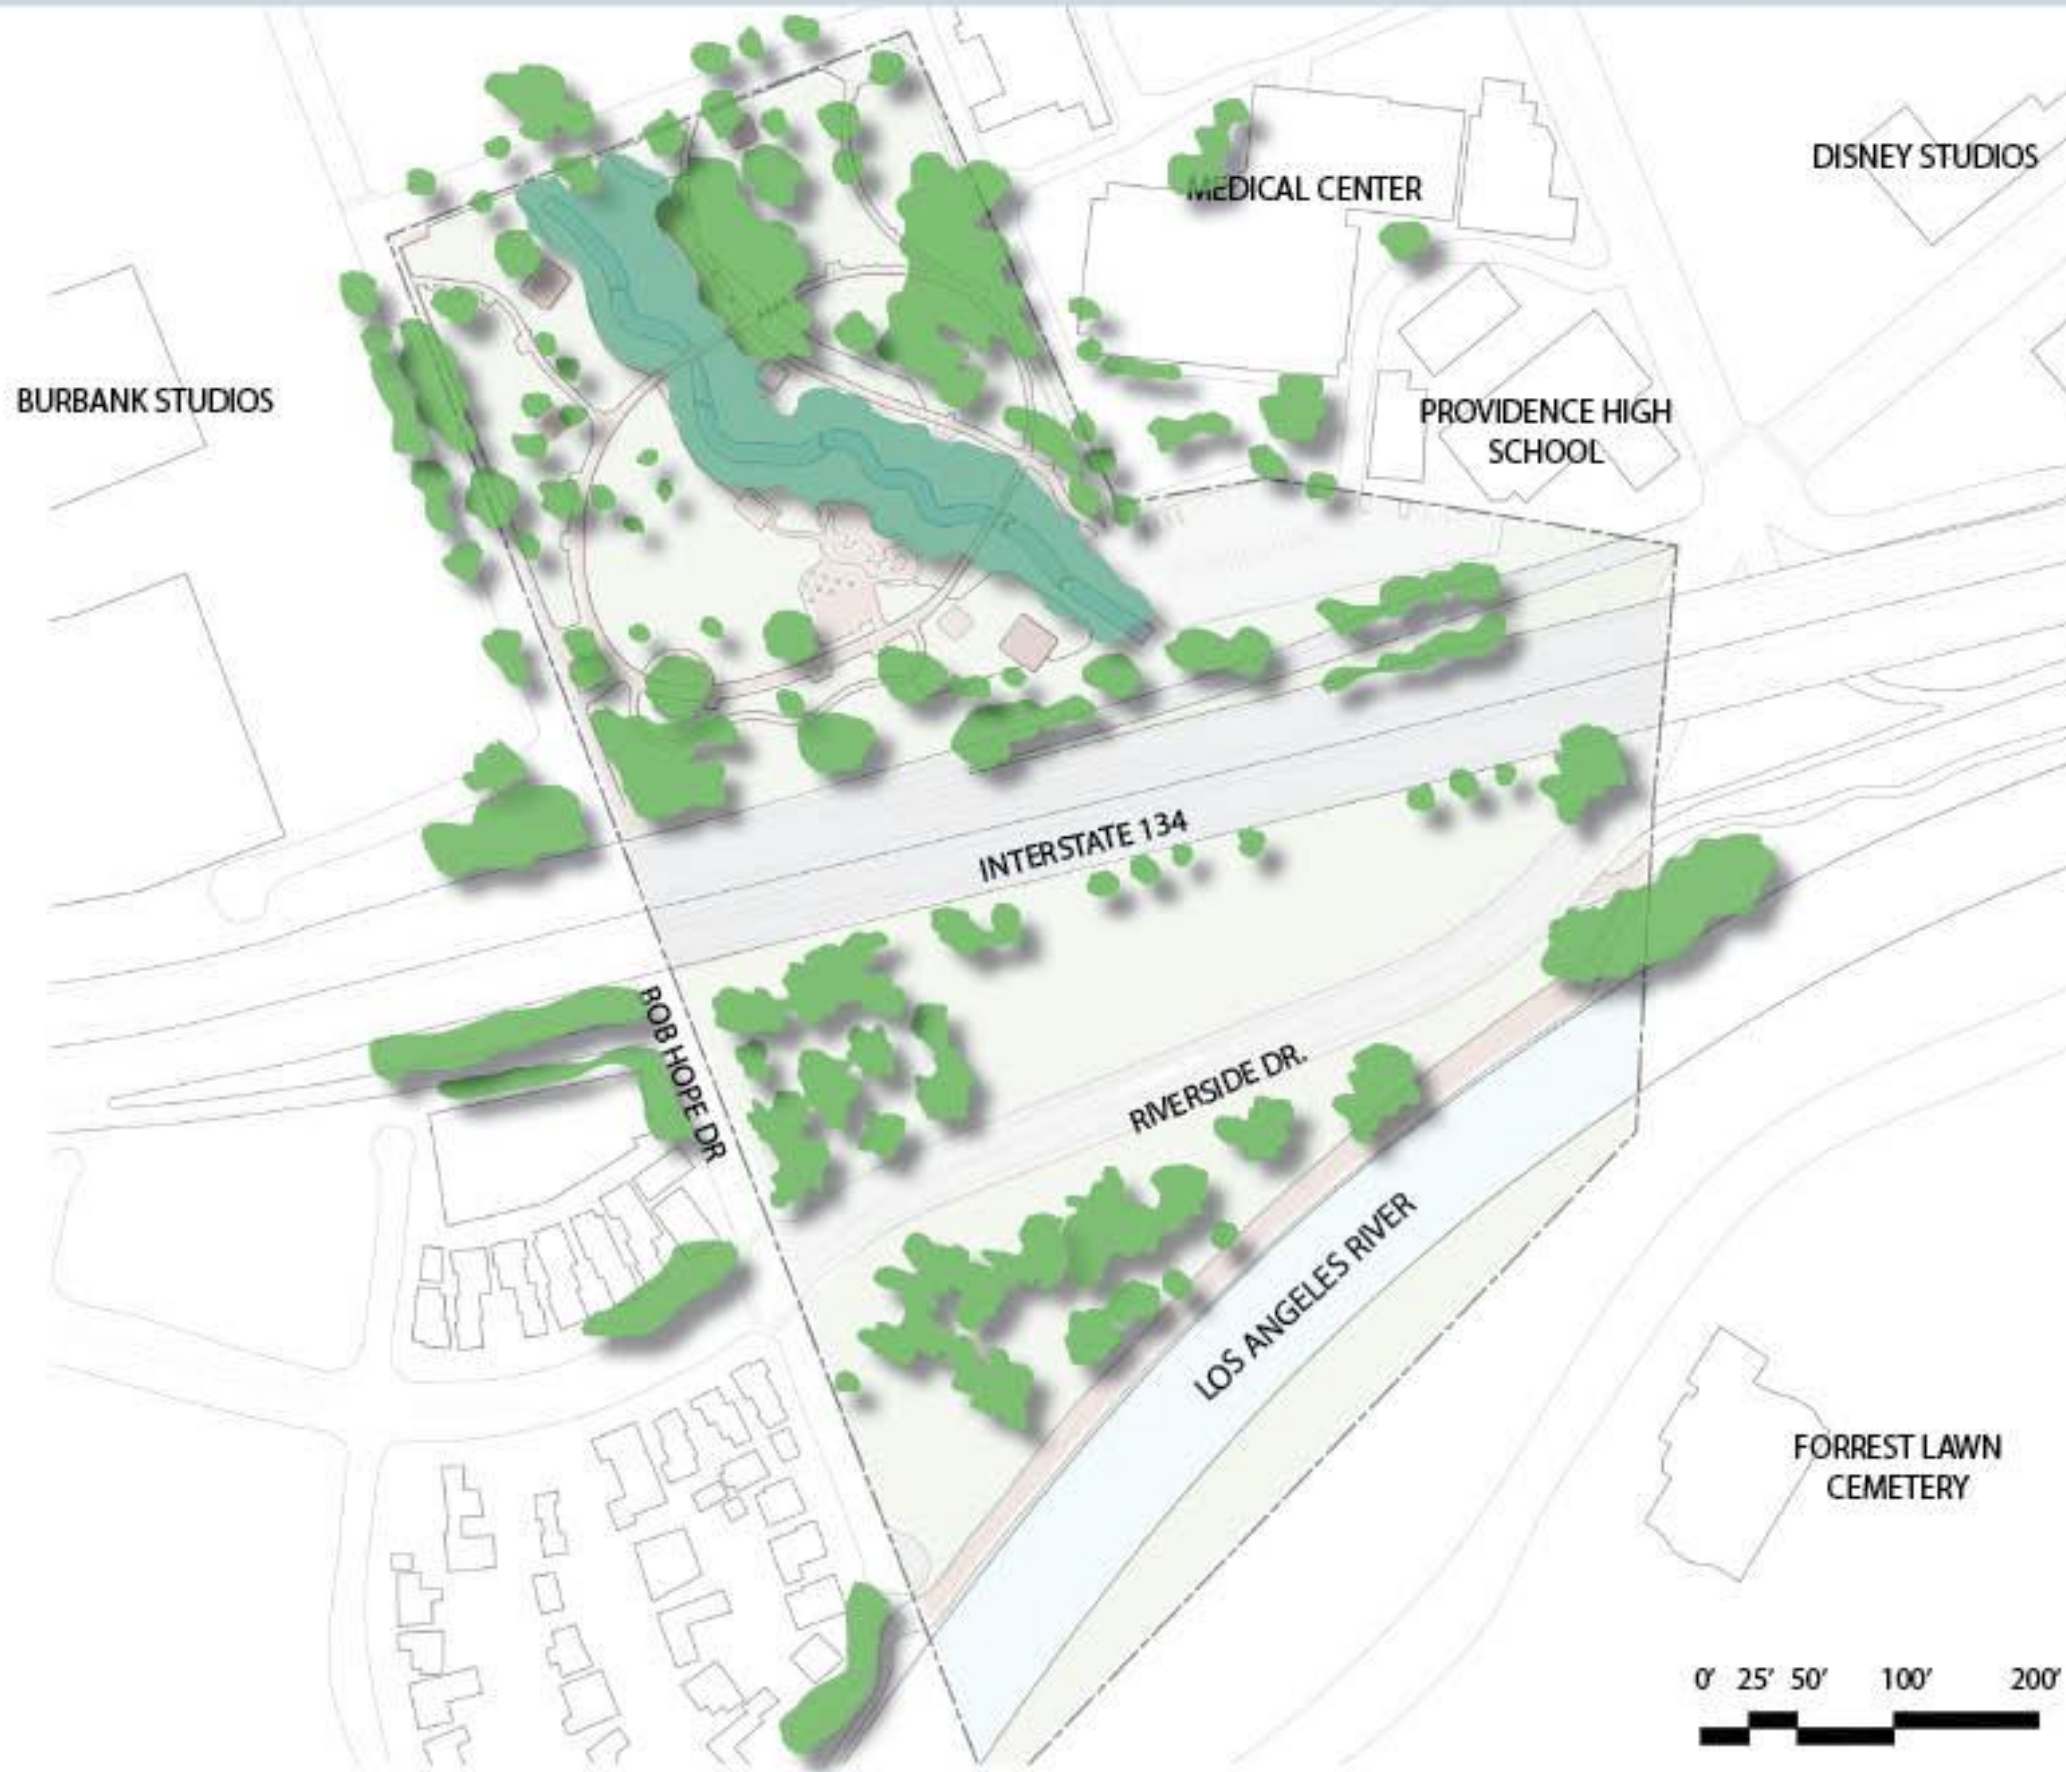 DISNEY STUDIOS
MEDICAL CENTER
BURBANK STUDIOS
PROVIDENCE HIGH
SCHOOL
INTERSTATE 134
BOB HOPE DR
RIVERSIDE DR.
LOS ANGELES RIVER
FORREST LAWN
CEMETERY
0' 25' 50' 100' 200'